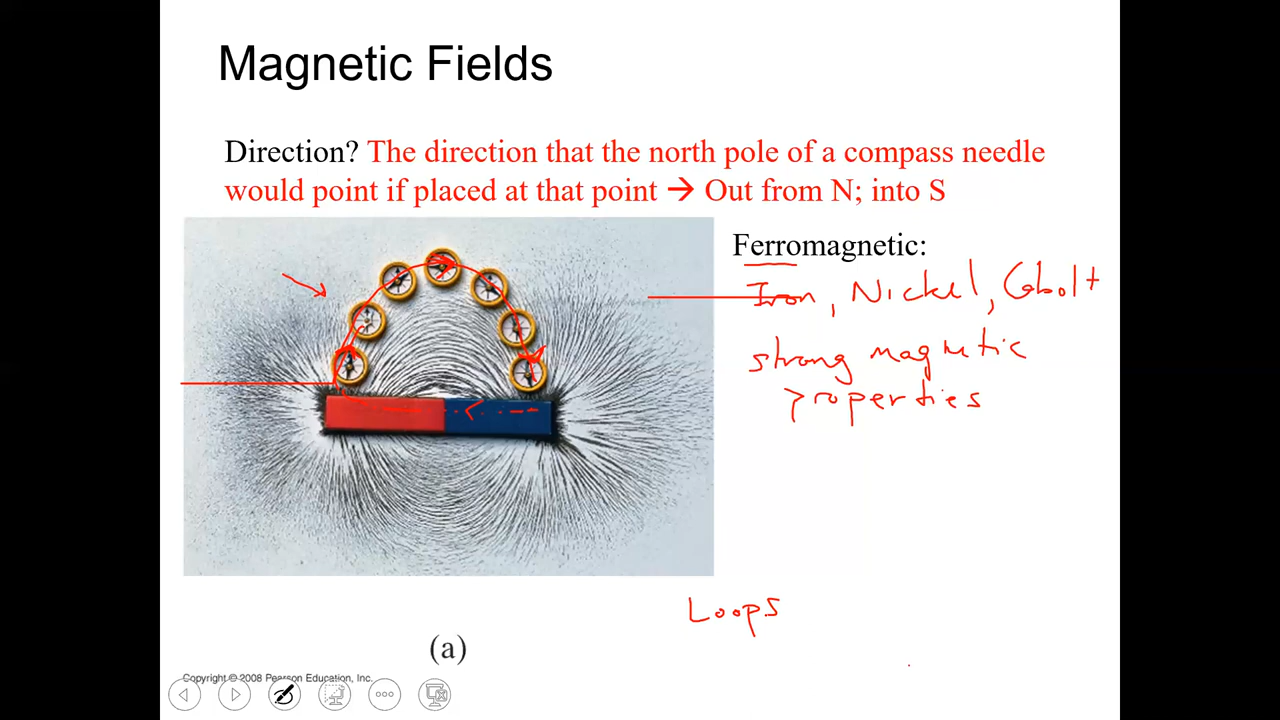 Magnetic Fields
Direction? The direction that the north pole of a compass needle
would point if placed at that point → Out from N; into S
Ferromagnetic:
Iron, Nickel, Cobolt
strong magnetic
properties
Loops
(a)
Copyright © 2008 Pearson Education, Inc.